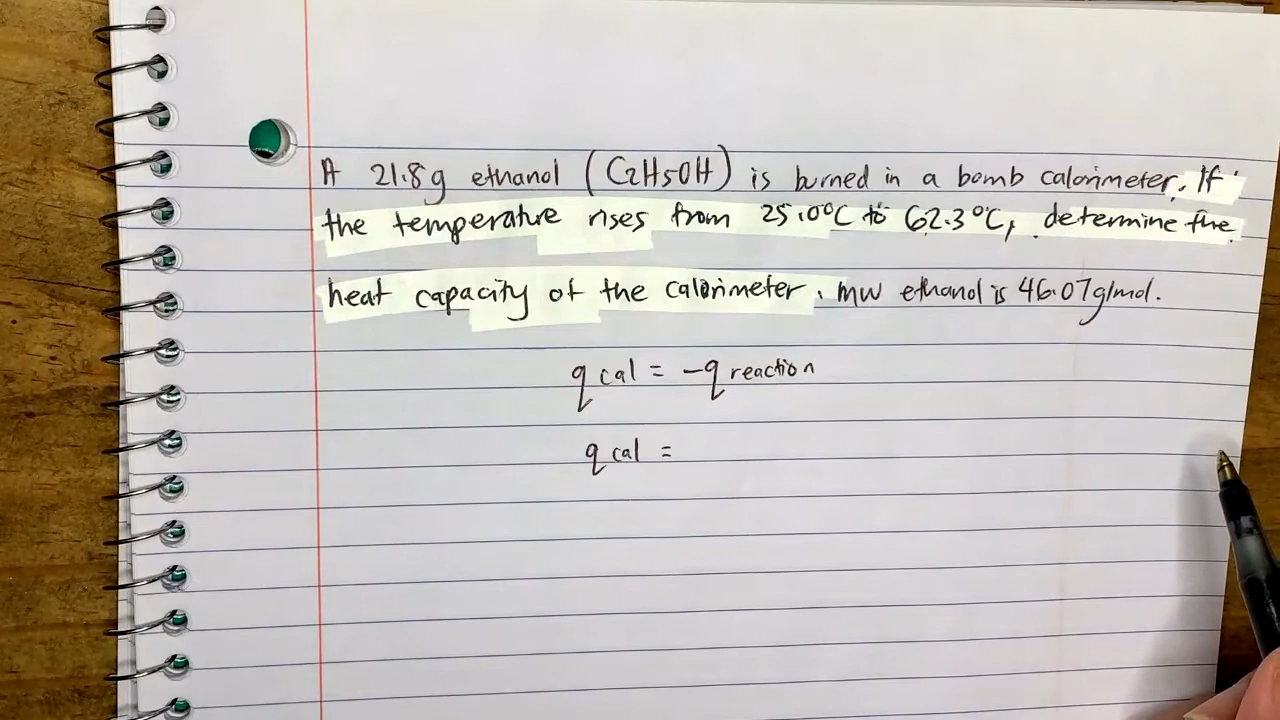 A 21.8g ethanol (C2H5OH) is burned in a bomb calorimeter. If
the temperature rises from 25.0°C to 62.3°C, determine the
heat capacity of the calorimeter. MW ethanol is 46.07g/mol.
q cal = -q reaction
q cal =